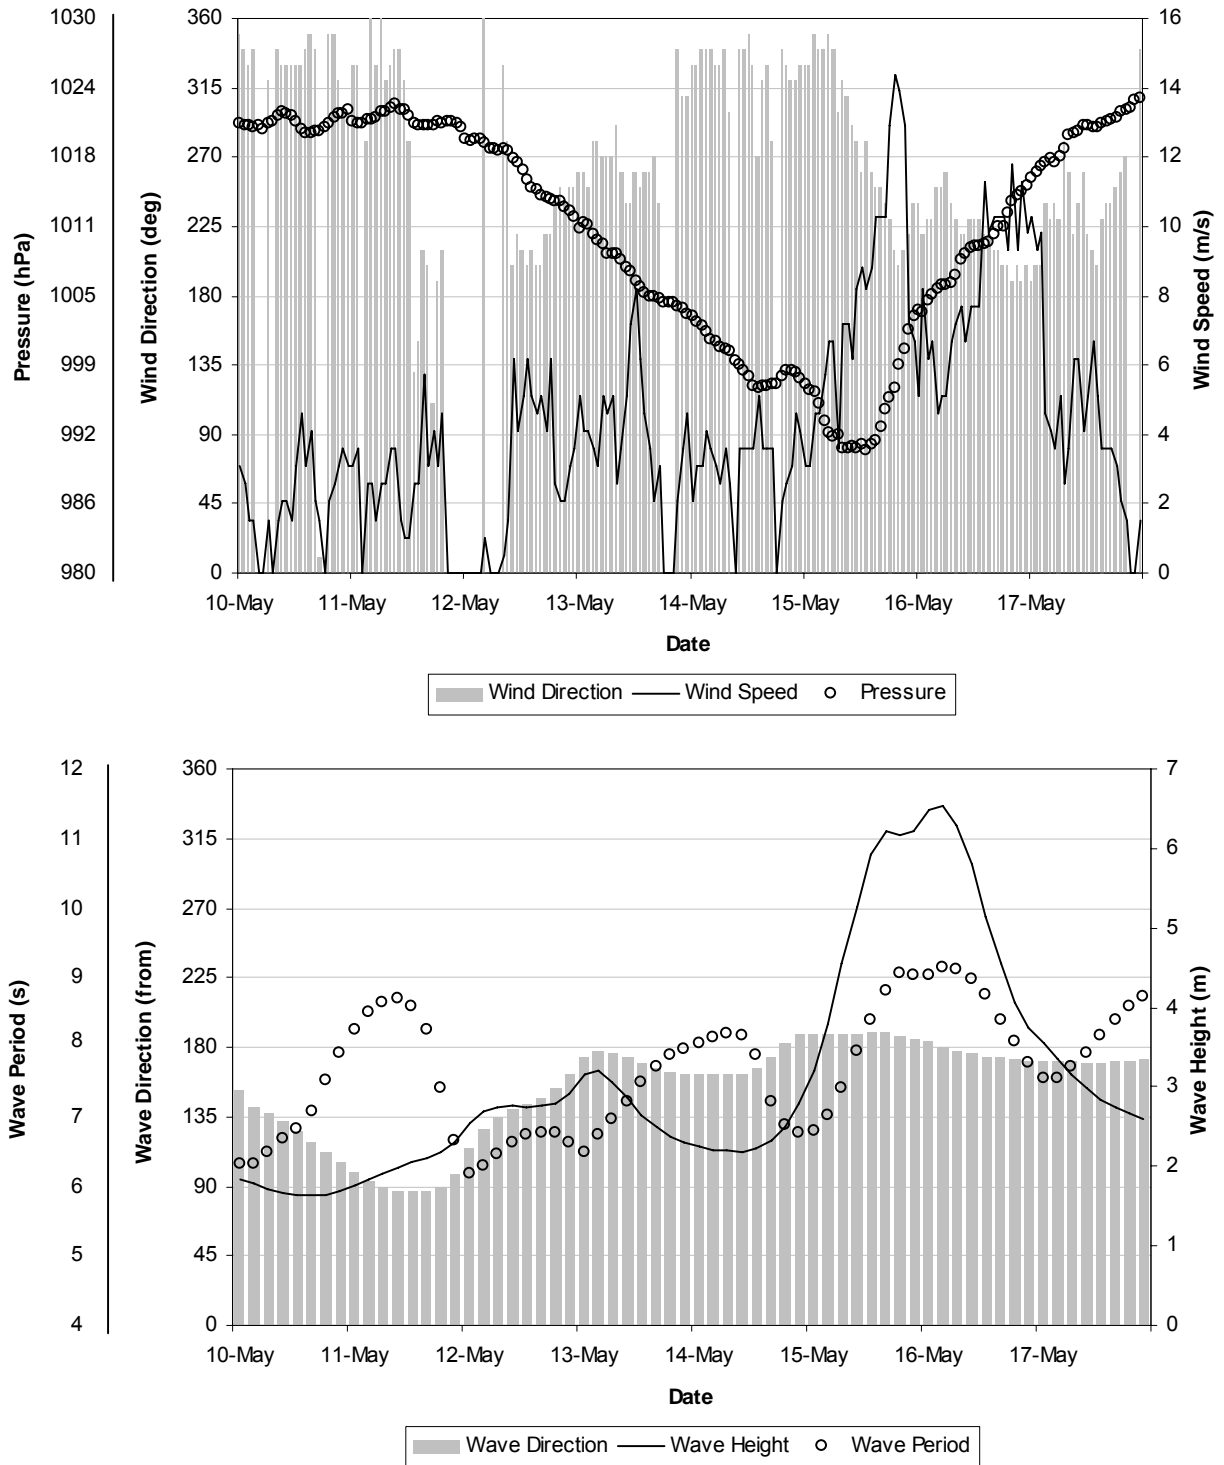 1030 360 16
1024 315 14
1018 270 12
1011 225 10
1005 180 8
999 135 6
992 90 4
986 45 2
980 0 0
Pressure (hPa)
Wind Direction (deg)
Wind Speed (m/s)
10-May 11-May 12-May 13-May 14-May 15-May 16-May 17-May
Date
Wind Direction Wind Speed Pressure
12 360 7
11 315 6
10 270 5
9 225 4
8 180 3
7 135 2
6 90 1
5 45 0
4 0
Wave Period (s)
Wave Direction (from)
Wave Height (m)
10-May 11-May 12-May 13-May 14-May 15-May 16-May 17-May
Date
Wave Direction Wave Height Wave Period